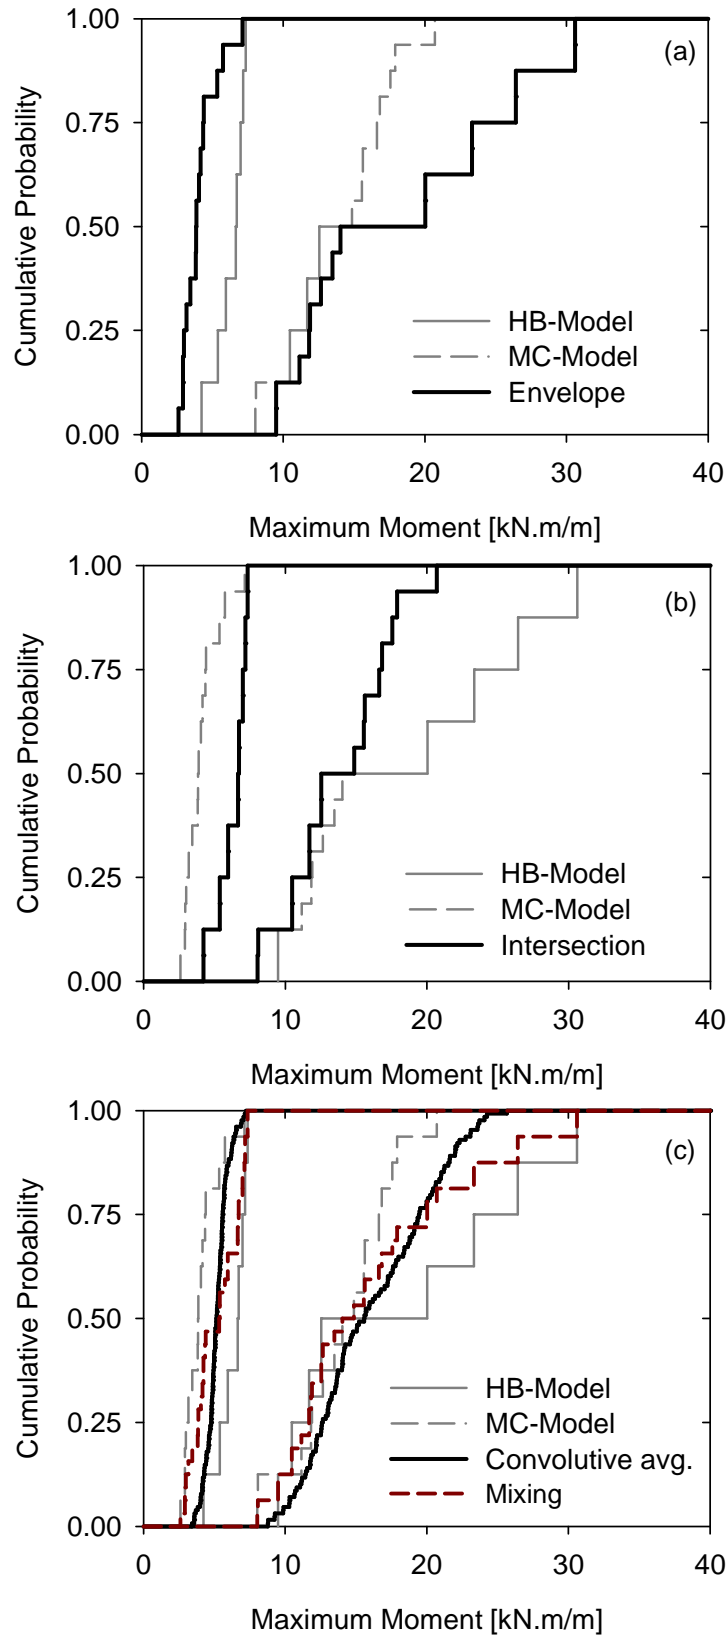 1.00
(a)
0.75
0.50
Cumulative Probability
0.25
HB-Model
MC-Model
Envelope
0.00
0 10 20 30 40
Maximum Moment [kN.m/m]
1.00
(b)
0.75
0.50
Cumulative Probability
0.25
HB-Model
MC-Model
Intersection
0.00
0 10 20 30 40
Maximum Moment [kN.m/m]
1.00
(c)
0.75
0.50
Cumulative Probability
0.25
HB-Model
MC-Model
Convolutive avg.
Mixing
0.00
0 10 20 30 40
Maximum Moment [kN.m/m]